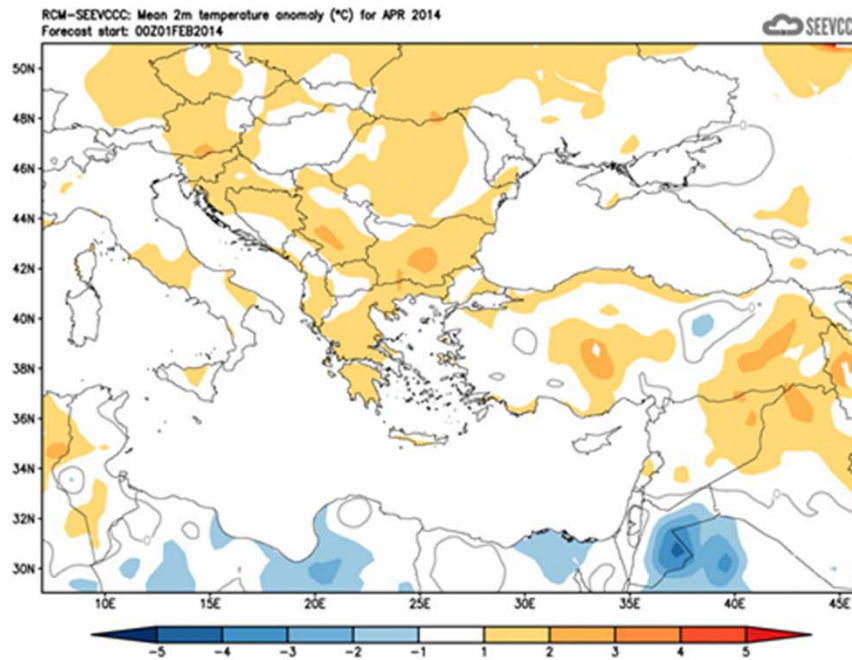 RCM-SEEVCCC: Mean 2m temperature anomaly (°C) for APR 2014
Forecast start: 00Z01FEB2014
SEEVCC
50N
48N
46N
44N
42N
40N
38N
36N
34N
32N
30N
10E 15E 20E 25E 30E 35E 40E 45E
-5 -4 -3 -2 -1 1 2 3 4 5